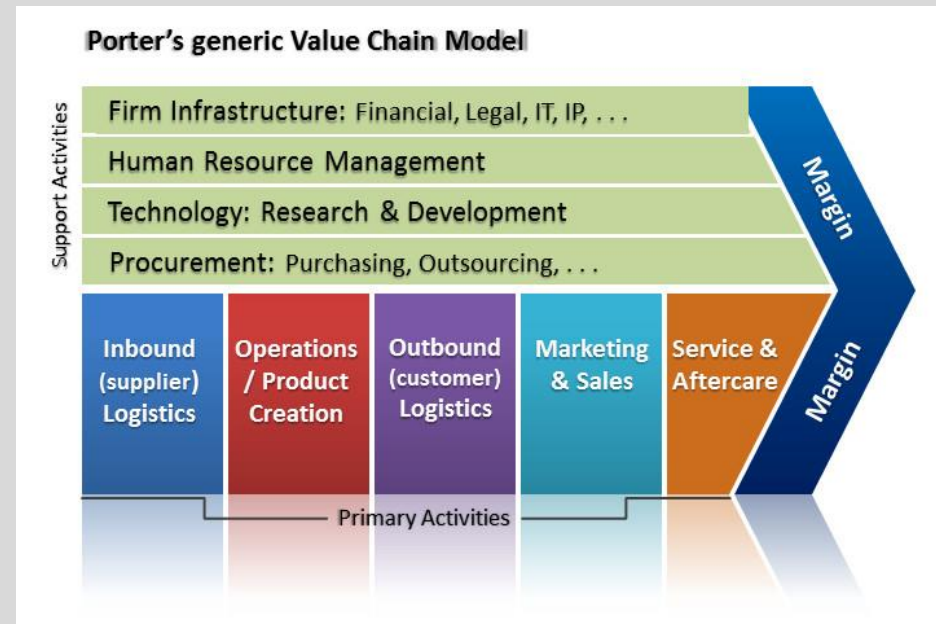 Porter's generic Value Chain Model
Support Activities
Firm Infrastructure: Financial, Legal, IT, IP, . . .
Human Resource Management
Technology: Research & Development
Procurement: Purchasing, Outsourcing, . . .
Margin
Margin
Inbound
(supplier)
Logistics
Operations
/ Product
Creation
Outbound
(customer)
Logistics
Marketing
& Sales
Service &
Aftercare
Primary Activities